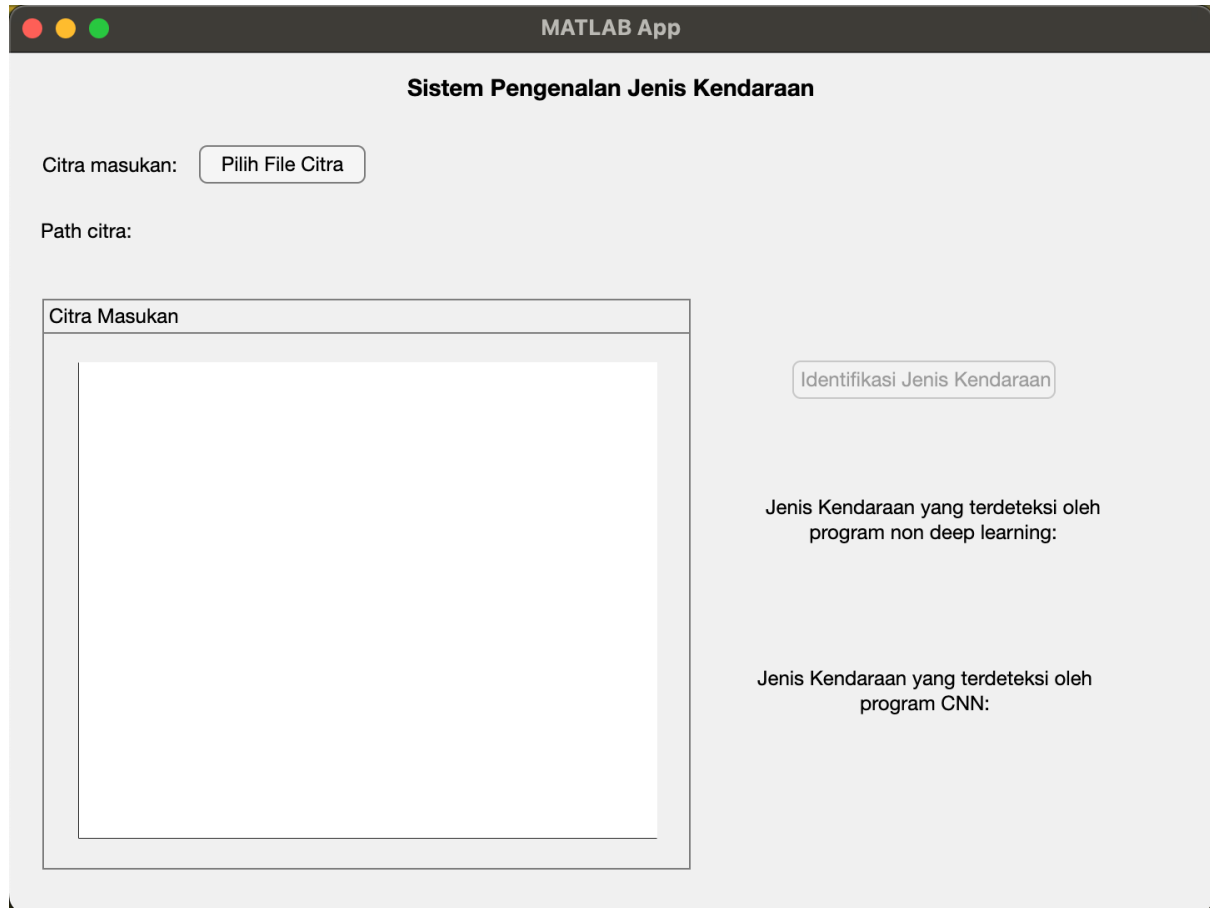 MATLAB App
Sistem Pengenalan Jenis Kendaraan
Citra masukan: Pilih File Citra
Path citra:
Citra Masukan
Identifikasi Jenis Kendaraan
Jenis Kendaraan yang terdeteksi oleh
program non deep learning:
Jenis Kendaraan yang terdeteksi oleh
program CNN: